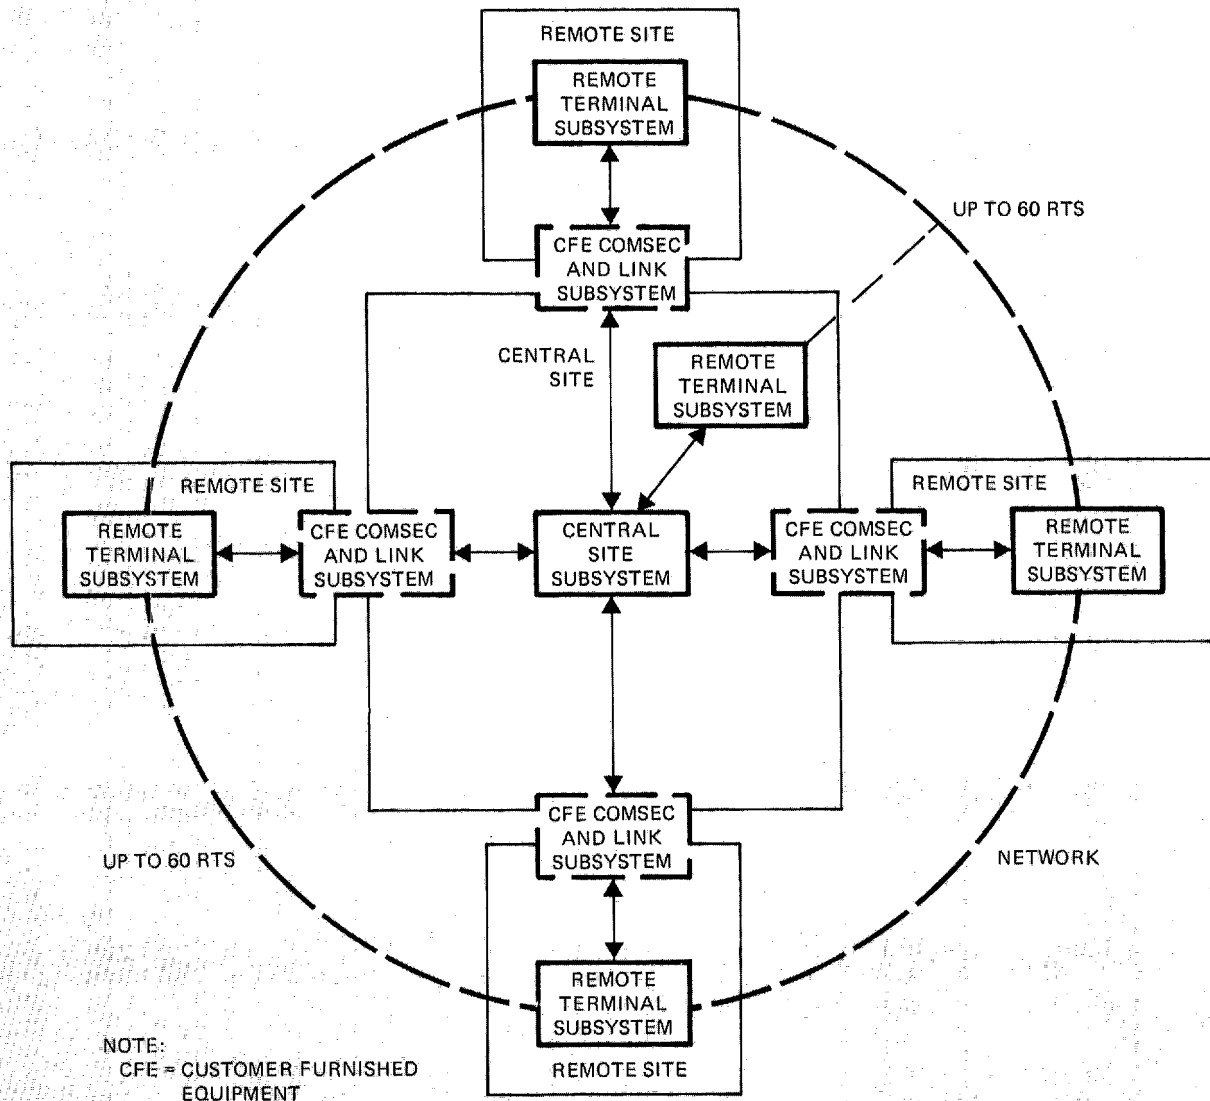 REMOTE SITE
REMOTE
TERMINAL
SUBSYSTEM
UP TO 60 RTS
CFE COMSEC
AND LINK
SUBSYSTEM
CENTRAL
SITE
REMOTE
TERMINAL
SUBSYSTEM
REMOTE SITE
REMOTE
TERMINAL
SUBSYSTEM
CFE COMSEC
AND LINK
SUBSYSTEM
CENTRAL
SITE
SUBSYSTEM
CFE COMSEC
AND LINK
SUBSYSTEM
REMOTE SITE
REMOTE
TERMINAL
SUBSYSTEM
CFE COMSEC
AND LINK
SUBSYSTEM
UP TO 60 RTS
NETWORK
REMOTE
TERMINAL
SUBSYSTEM
REMOTE SITE
NOTE:
CFE = CUSTOMER FURNISHED
EQUIPMENT